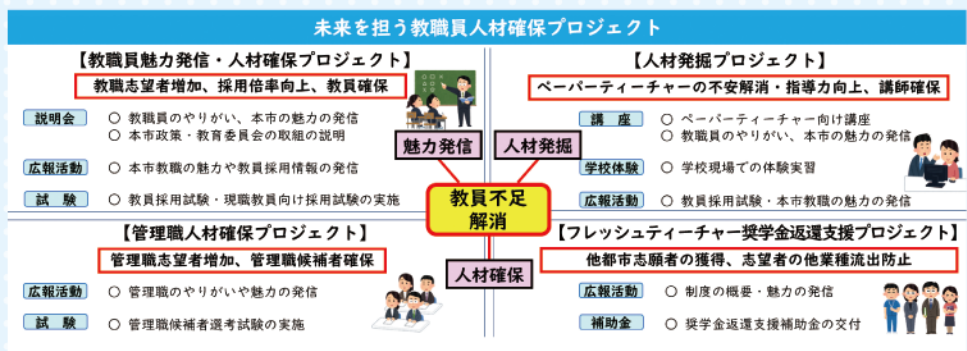 未来を担う教職員人材確保プロジェクト
【教職員魅力発信・人材確保プロジェクト】
教職志望者増加、採用倍率向上、教員確保
説明会 ○ 教職員のやりがい、本市の魅力の発信
○ 本市政策・教育委員会の取組の説明
広報活動 ○ 本市教職の魅力や教員採用情報の発信
試験 ○ 教員採用試験・現職教員向け採用試験の実施
【人材発掘プロジェクト】
ペーパーティーチャーの不安解消・指導力向上、講師確保
講座 ○ ペーパーティーチャー向け講座
○ 教職員のやりがい、本市の魅力の発信
学校体験 ○ 学校現場での体験実習
広報活動 ○ 教員採用試験・本市教職の魅力の発信
魅力発信
人材発掘
教員不足
解消
人材確保
【管理職人材確保プロジェクト】
管理職志望者増加、管理職候補者確保
広報活動 ○ 管理職のやりがいや魅力の発信
試験 ○ 管理職候補者選考試験の実施
【フレッシュティーチャー奨学金返還支援プロジェクト】
他都市志願者の獲得、志望者の他業種流出防止
広報活動 ○ 制度の概要・魅力の発信
補助金 ○ 奨学金返還支援補助金の交付